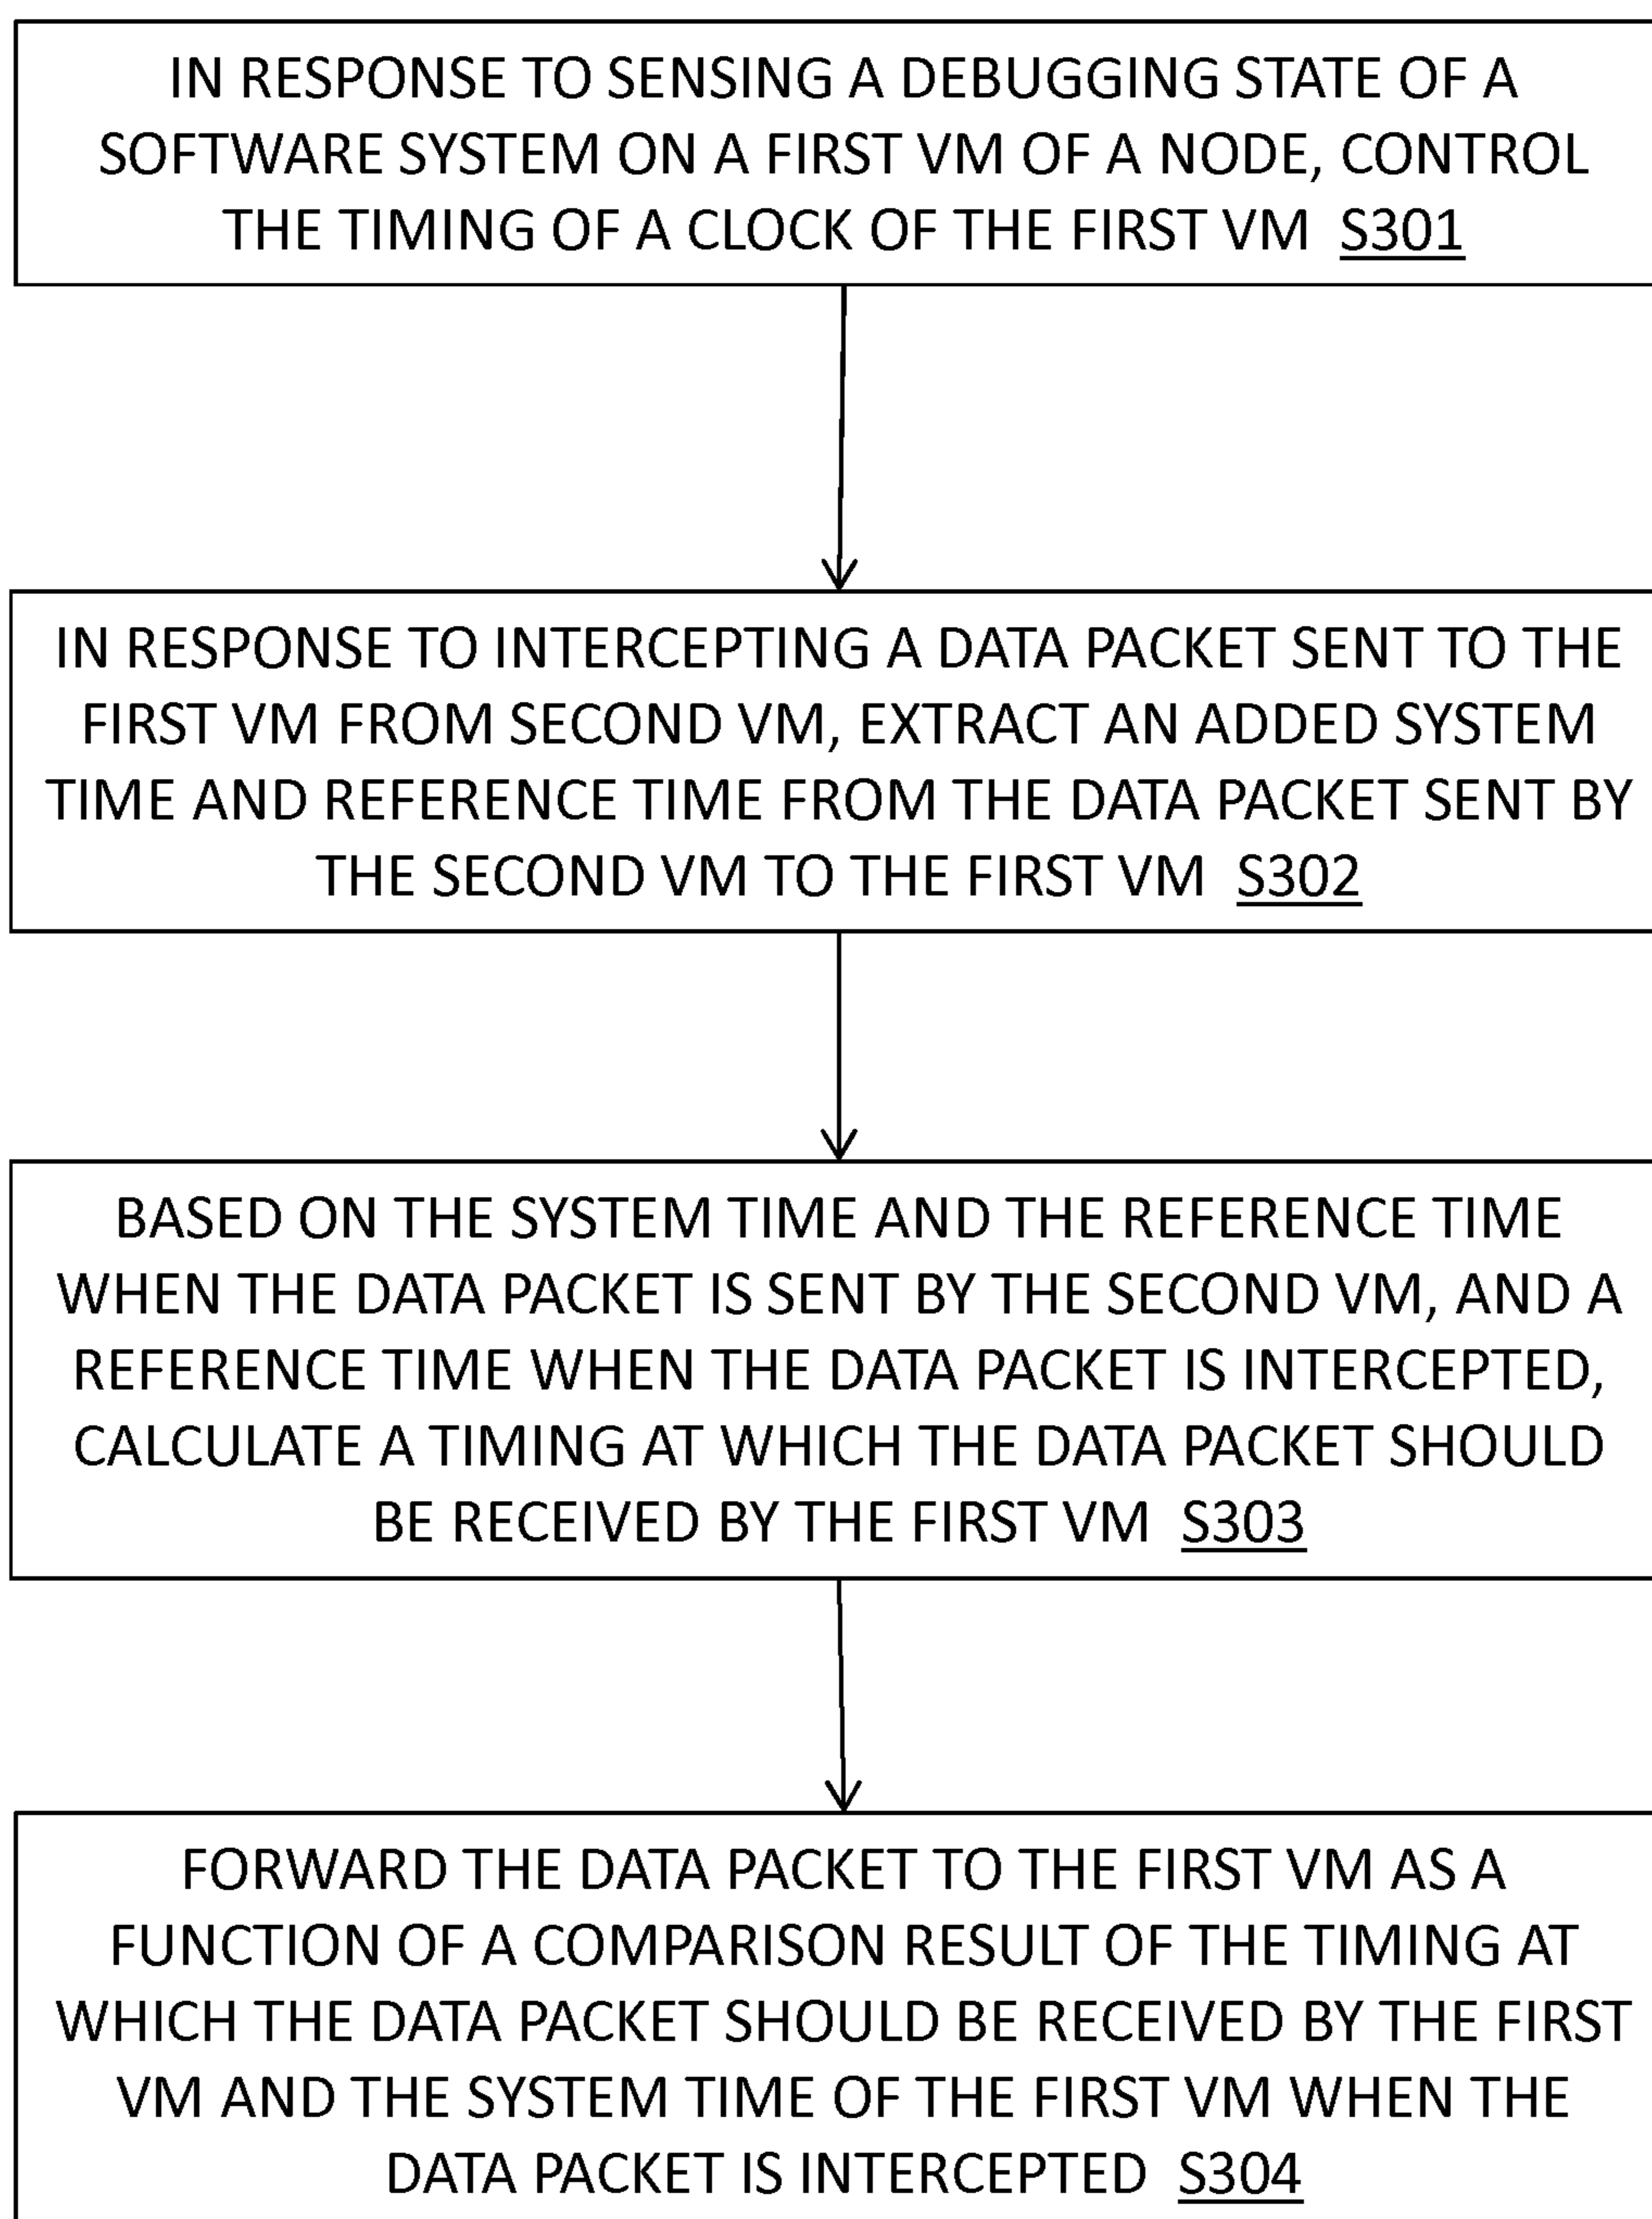 IN RESPONSE TO SENSING A DEBUGGING STATE OF A
SOFTWARE SYSTEM ON A FIRST VM OF A NODE, CONTROL
THE TIMING OF A CLOCK OF THE FIRST VM S301
IN RESPONSE TO INTERCEPTING A DATA PACKET SENT TO THE
FIRST VM FROM SECOND VM, EXTRACT AN ADDED SYSTEM
TIME AND REFERENCE TIME FROM THE DATA PACKET SENT BY
THE SECOND VM TO THE FIRST VM S302
BASED ON THE SYSTEM TIME AND THE REFERENCE TIME
WHEN THE DATA PACKET IS SENT BY THE SECOND VM, AND A
REFERENCE TIME WHEN THE DATA PACKET IS INTERCEPTED,
CALCULATE A TIMING AT WHICH THE DATA PACKET SHOULD
BE RECEIVED BY THE FIRST VM S303
FORWARD THE DATA PACKET TO THE FIRST VM AS A
FUNCTION OF A COMPARISON RESULT OF THE TIMING AT
WHICH THE DATA PACKET SHOULD BE RECEIVED BY THE FIRST
VM AND THE SYSTEM TIME OF THE FIRST VM WHEN THE
DATA PACKET IS INTERCEPTED S304